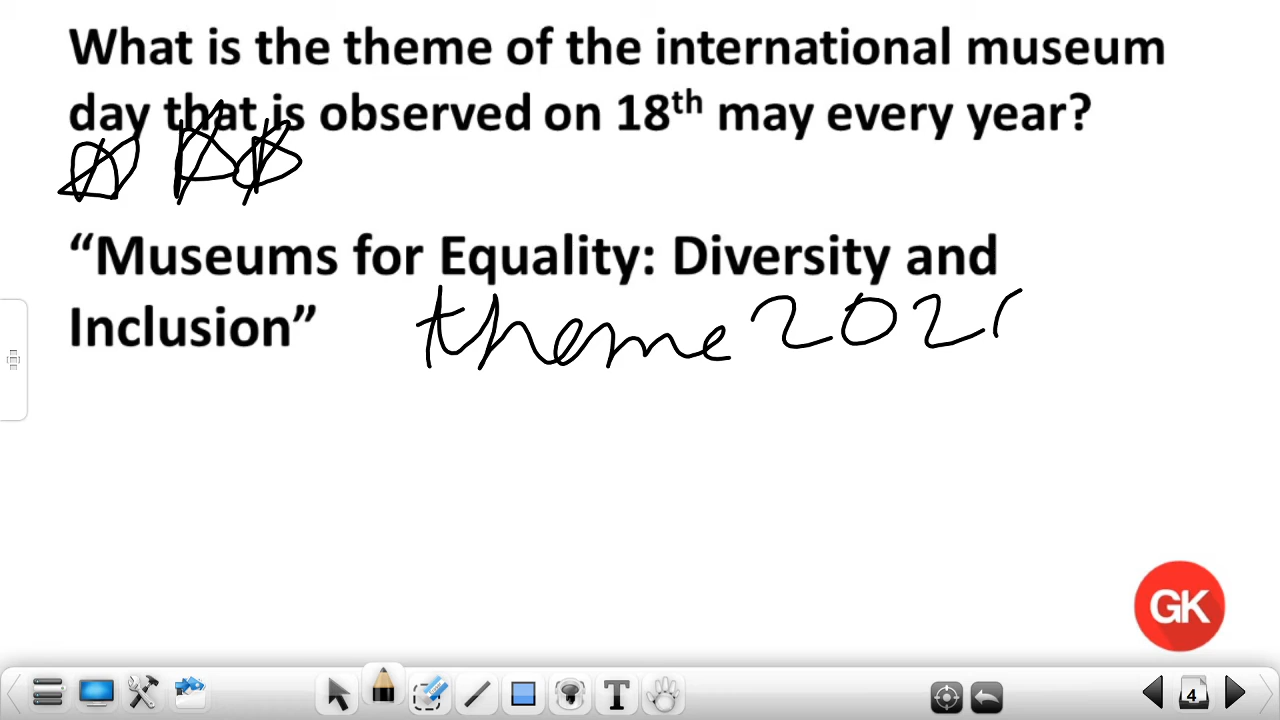 What is the theme of the international museum
day that is observed on 18th may every year?
“Museums for Equality: Diversity and
Inclusion”
theme
GK
T
4